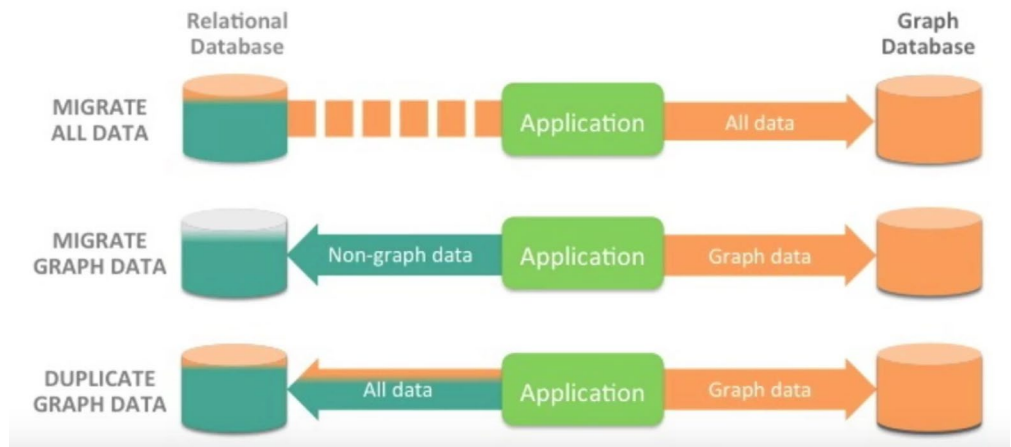 Relational
Database
Graph
Database
MIGRATE
ALL DATA
Application
All data
MIGRATE
GRAPH DATA
Non-graph data
Application
Graph data
DUPLICATE
GRAPH DATA
All data
Application
Graph data